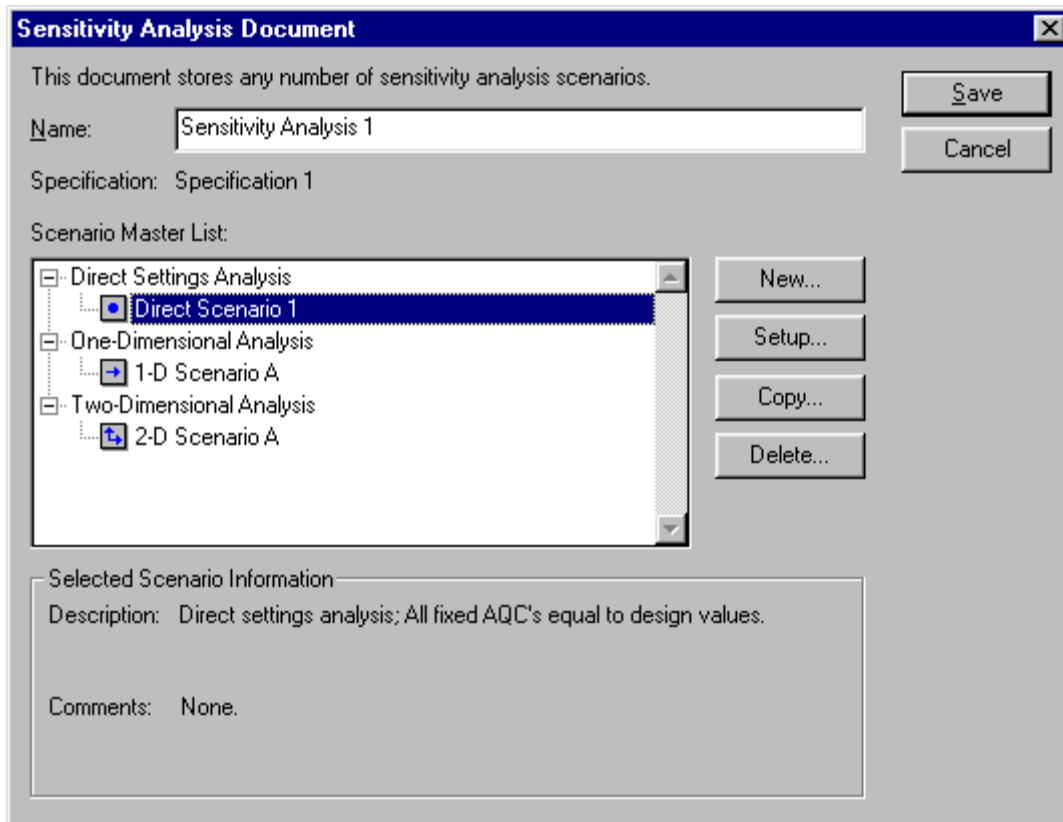 Sensitivity Analysis Document
This document stores any number of sensitivity analysis scenarios.
Save
Name: Sensitivity Analysis 1
Cancel
Specification: Specification 1
Scenario Master List:
Direct Settings Analysis
New...
Direct Scenario 1
One-Dimensional Analysis
Setup...
1-D Scenario A
Two-Dimensional Analysis
Copy...
2-D Scenario A
Delete...
Selected Scenario Information
Description: Direct settings analysis; All fixed AQC's equal to design values.
Comments: None.